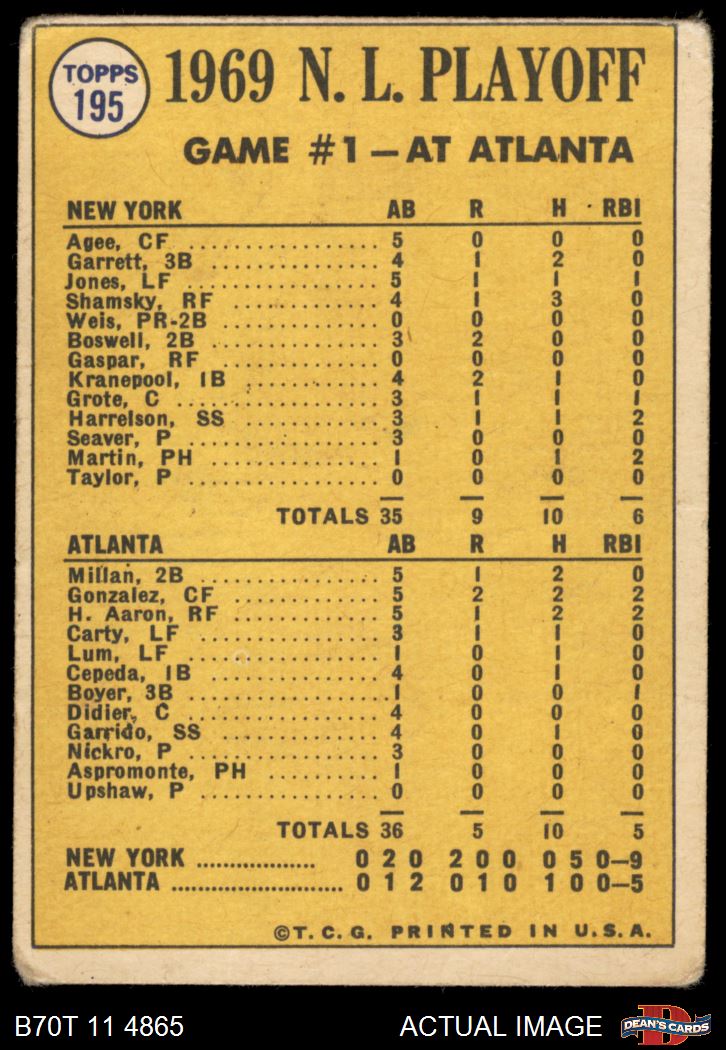 TOPPS
195
1969 N. L. PLAYOFF
GAME #1 — AT ATLANTA
NEW YORK AB R H RBI
Agee, CF 5 0 0 0
Garrett, 3B 4 1 2 0
Jones, LF 5 1 1 1
Shamsky, RF 4 1 3 0
Weis, PR-2B 0 0 0 0
Boswell, 2B 3 2 0 0
Gaspar, RF 0 0 0 0
Kranepool, 1B 4 2 1 0
Grote, C 3 1 1 1
Harrelson, SS 3 1 1 2
Seaver, P 3 0 0 0
Martin, PH 1 0 1 2
Taylor, P 0 0 0 0
TOTALS 35 9 10 6
ATLANTA AB R H RBI
Millan, 2B 5 1 2 0
Gonzalez, CF 5 2 2 2
H. Aaron, RF 5 1 2 2
Carty, LF 3 1 1 0
Lum, LF 1 0 1 0
Cepeda, 1B 4 0 1 0
Boyer, 3B 1 0 0 1
Didier, C 4 0 0 0
Garrido, SS 4 0 1 0
Nickro, P 3 0 0 0
Aspromonte, PH 1 0 0 0
Upshaw, P 0 0 0 0
TOTALS 36 5 10 5
NEW YORK 0 2 0 2 0 0 0 5 0—9
ATLANTA 0 1 2 0 1 0 1 0 0—5
©T. C. G. PRINTED IN U. S. A.
B70T 11 4865 ACTUAL IMAGE DEAN'S CARDS